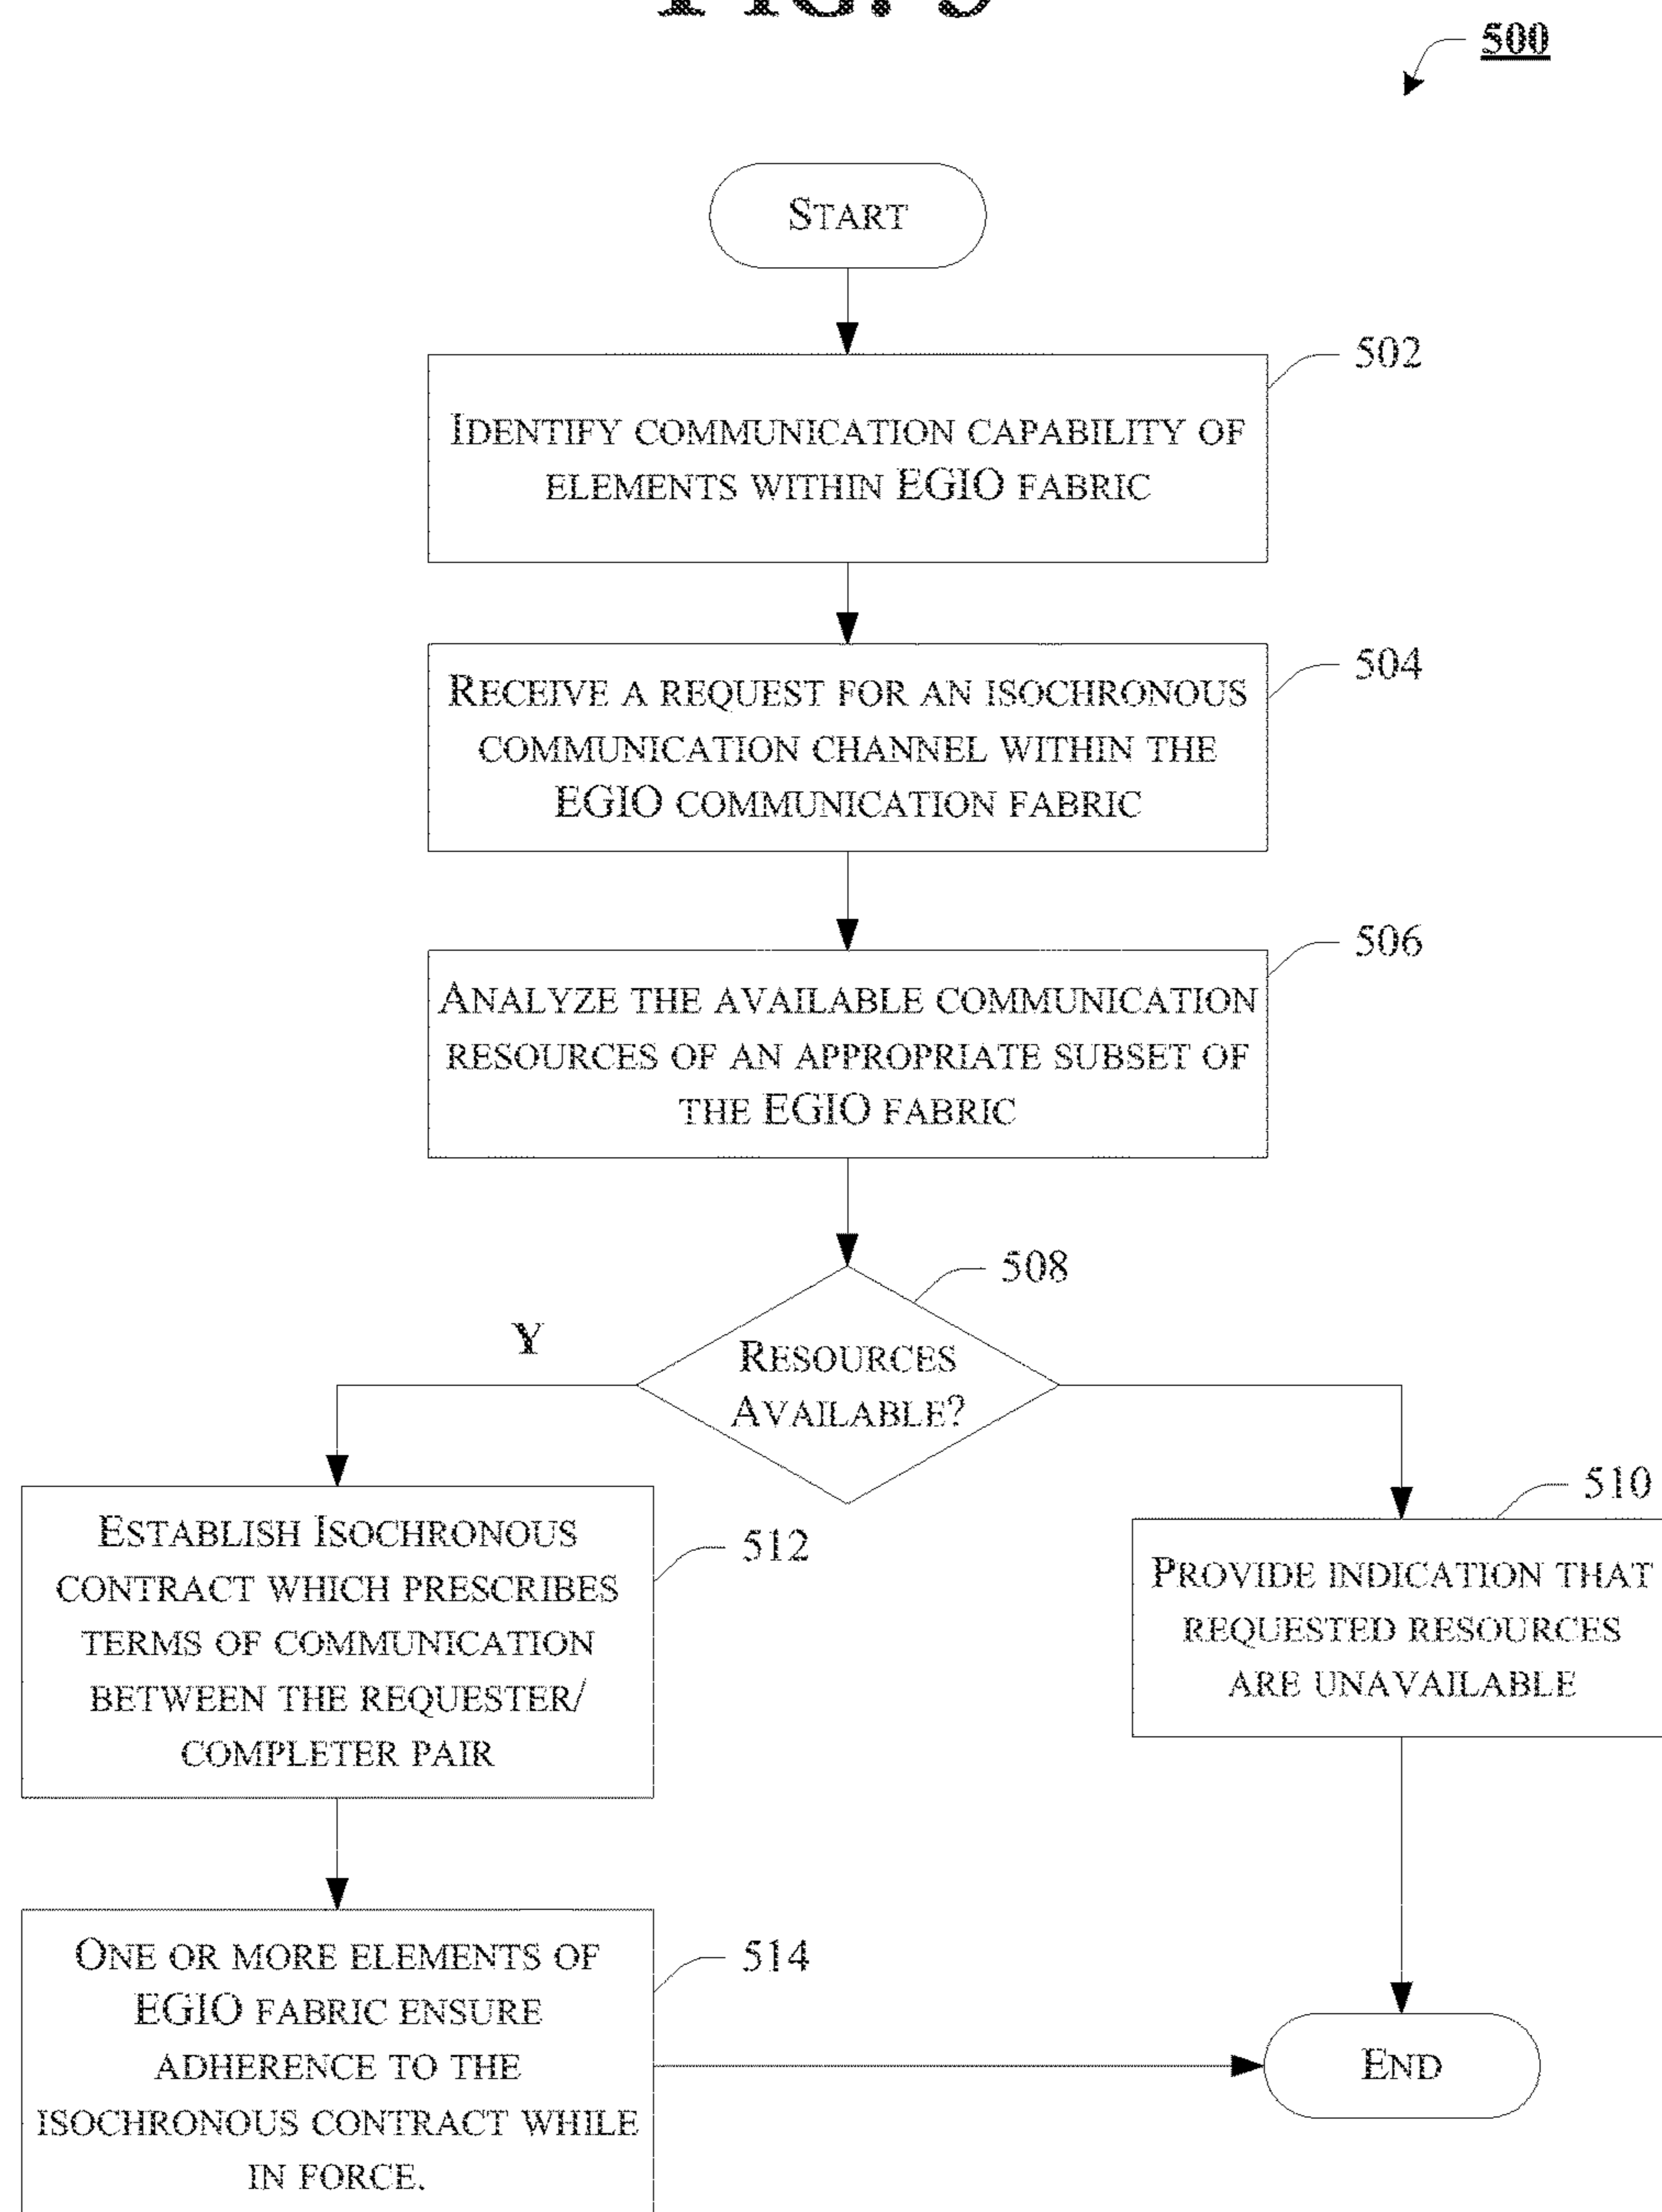 500
START
502
IDENTIFY COMMUNICATION CAPABILITY OF
ELEMENTS WITHIN EGIO FABRIC
504
RECEIVE A REQUEST FOR AN ISOCHRONOUS
COMMUNICATION CHANNEL WITHIN THE
EGIO COMMUNICATION FABRIC
506
ANALYZE THE AVAILABLE COMMUNICATION
RESOURCES OF AN APPROPRIATE SUBSET OF
THE EGIO FABRIC
508
Y
RESOURCES
AVAILABLE?
512
ESTABLISH ISOCHRONOUS
CONTRACT WHICH PRESCRIBES
TERMS OF COMMUNICATION
BETWEEN THE REQUESTER/
COMPLETER PAIR
510
PROVIDE INDICATION THAT
REQUESTED RESOURCES
ARE UNAVAILABLE
514
ONE OR MORE ELEMENTS OF
EGIO FABRIC ENSURE
ADHERENCE TO THE
ISOCHRONOUS CONTRACT WHILE
IN FORCE.
END